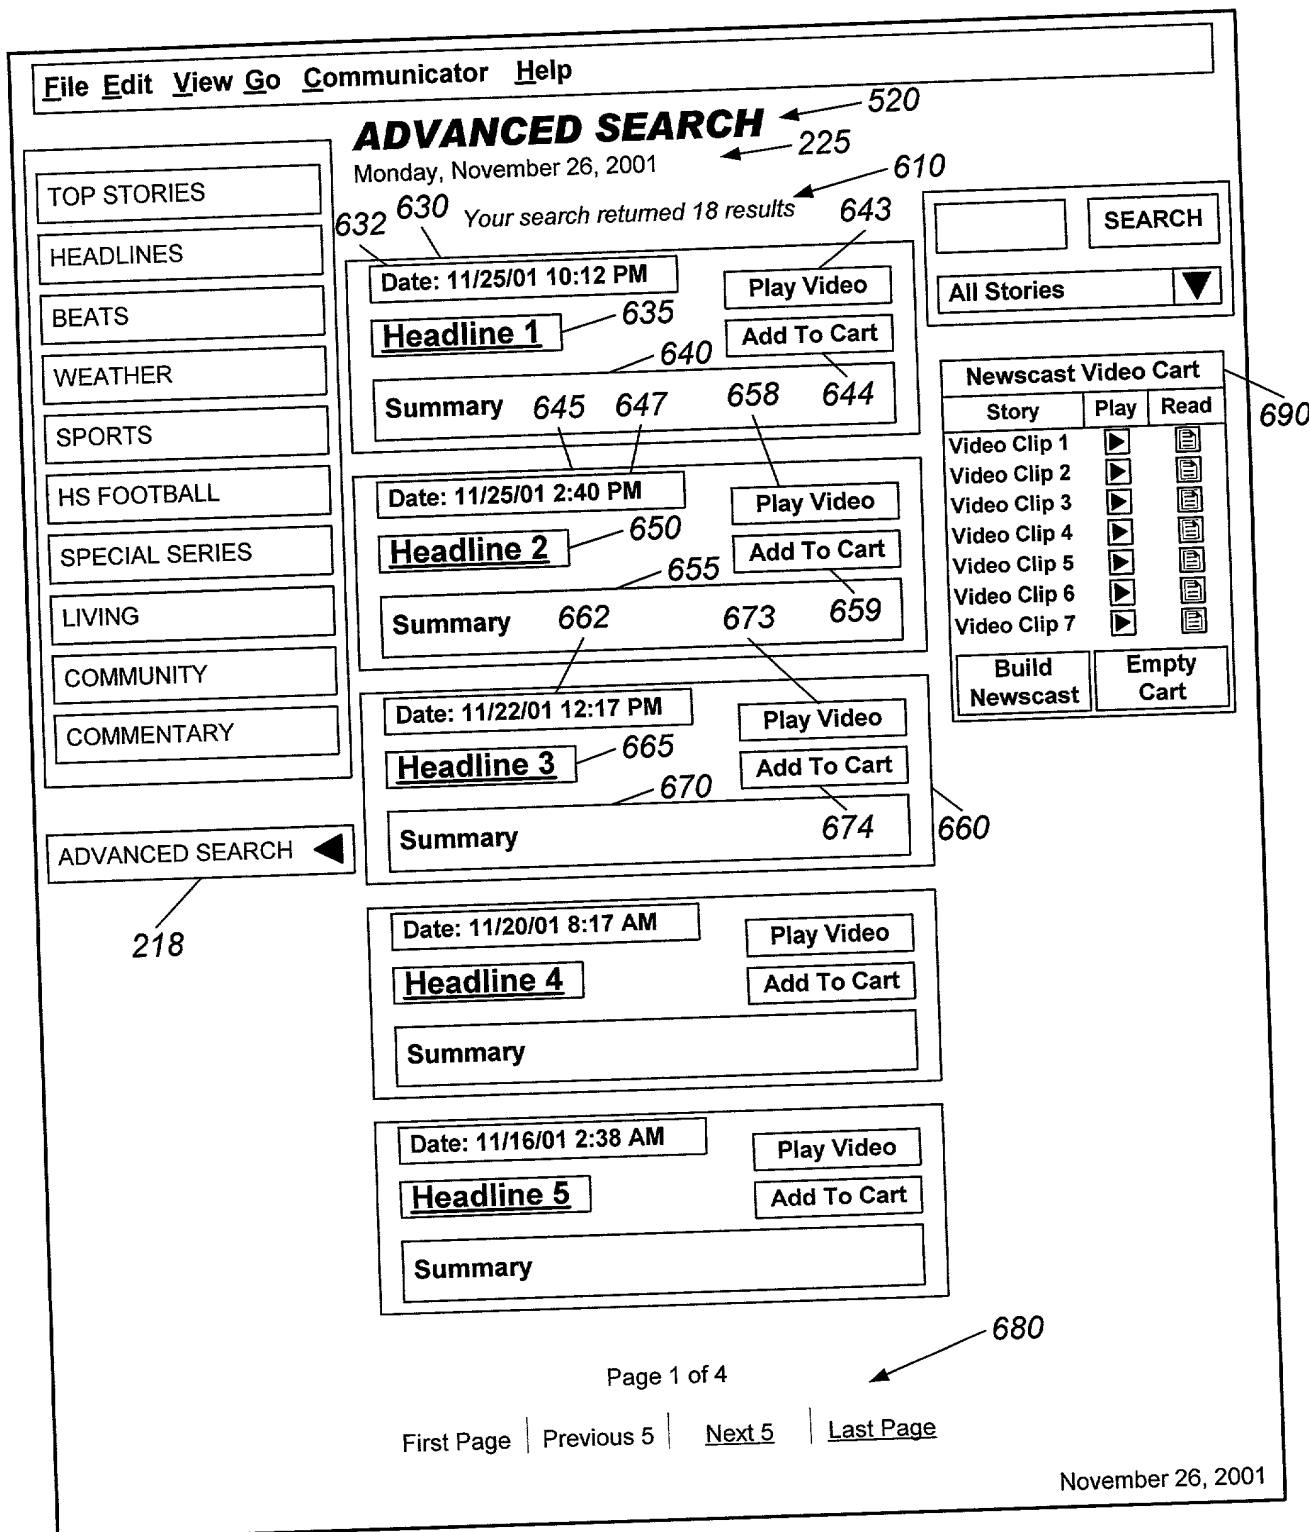 File Edit View Go Communicator Help
ADVANCED SEARCH
520
Monday, November 26, 2001
225
Your search returned 18 results
610
TOP STORIES
HEADLINES
BEATS
WEATHER
SPORTS
HS FOOTBALL
SPECIAL SERIES
LIVING
COMMUNITY
COMMENTARY
ADVANCED SEARCH
218
632
630
643
Date: 11/25/01 10:12 PM
Play Video
Headline 1
635
Add To Cart
640
Summary
645
647
658
644
Date: 11/25/01 2:40 PM
Play Video
Headline 2
650
Add To Cart
655
Summary
662
673
659
Date: 11/22/01 12:17 PM
Play Video
Headline 3
665
Add To Cart
670
Summary
674
660
Date: 11/20/01 8:17 AM
Play Video
Headline 4
Add To Cart
Summary
Date: 11/16/01 2:38 AM
Play Video
Headline 5
Add To Cart
Summary
SEARCH
All Stories
Newscast Video Cart
690
Story Play Read
Video Clip 1
Video Clip 2
Video Clip 3
Video Clip 4
Video Clip 5
Video Clip 6
Video Clip 7
Build Newscast
Empty Cart
680
Page 1 of 4
First Page Previous 5 Next 5 Last Page
November 26, 2001